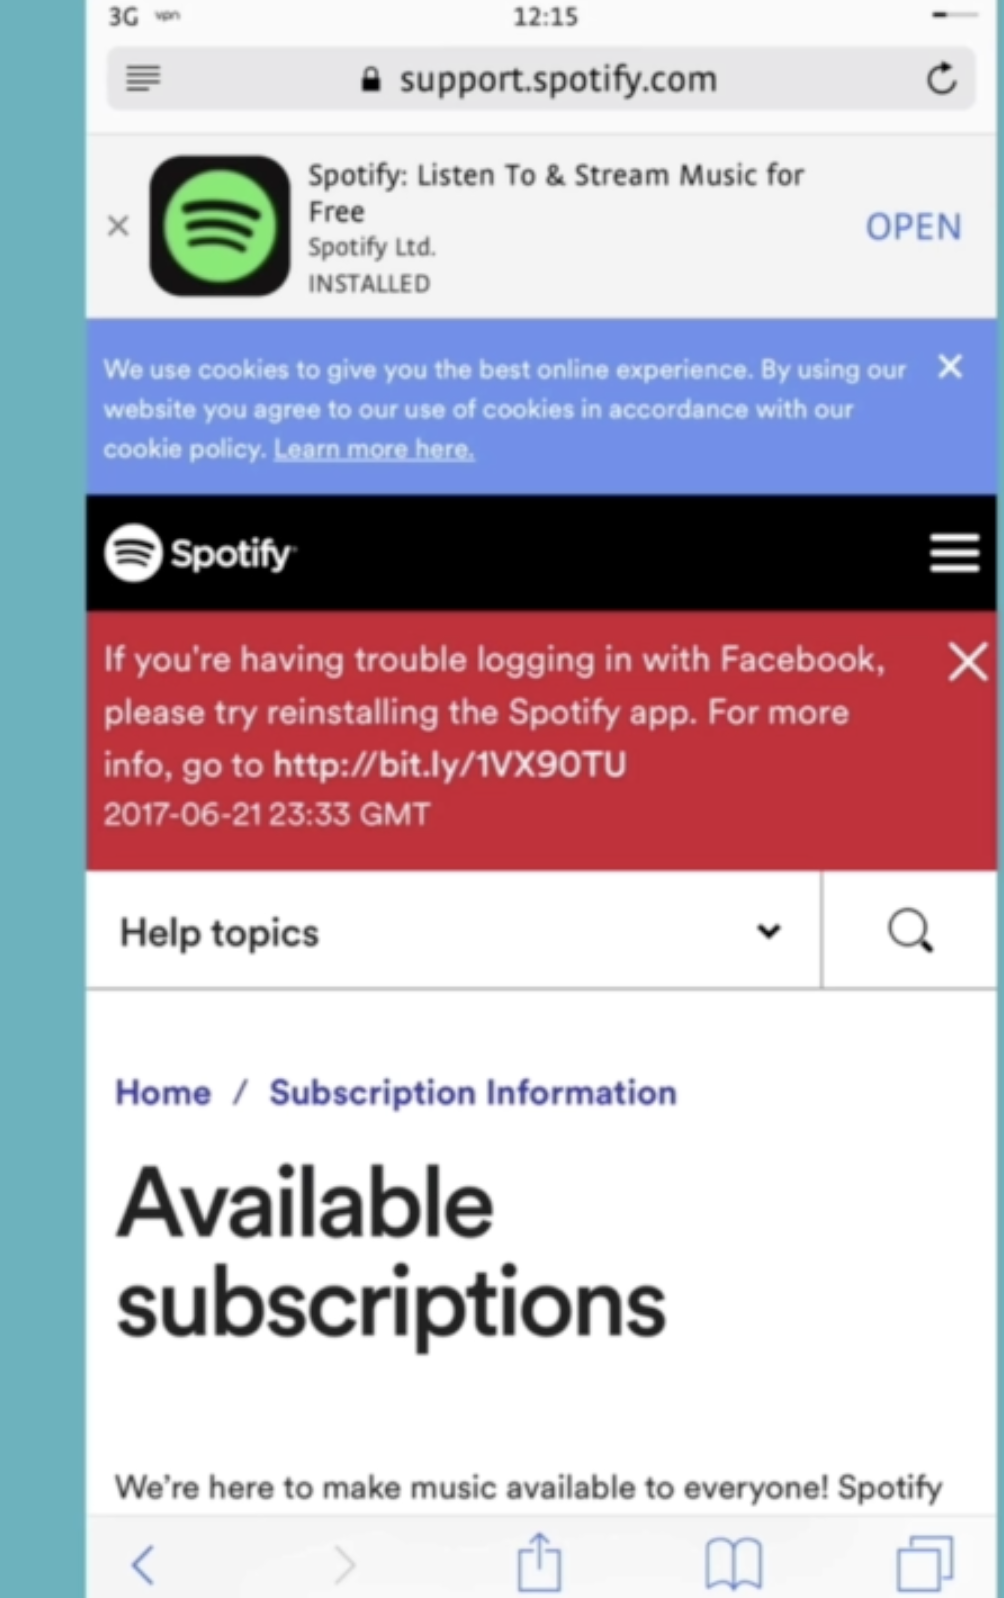 3G vpn 12:15
support.spotify.com
Spotify: Listen To & Stream Music for
Free
Spotify Ltd.
INSTALLED
OPEN
We use cookies to give you the best online experience. By using our
website you agree to our use of cookies in accordance with our
cookie policy. Learn more here.
Spotify
If you're having trouble logging in with Facebook,
please try reinstalling the Spotify app. For more
info, go to http://bit.ly/1VX90TU
2017-06-21 23:33 GMT
Help topics
Home / Subscription Information
Available
subscriptions
We're here to make music available to everyone! Spotify